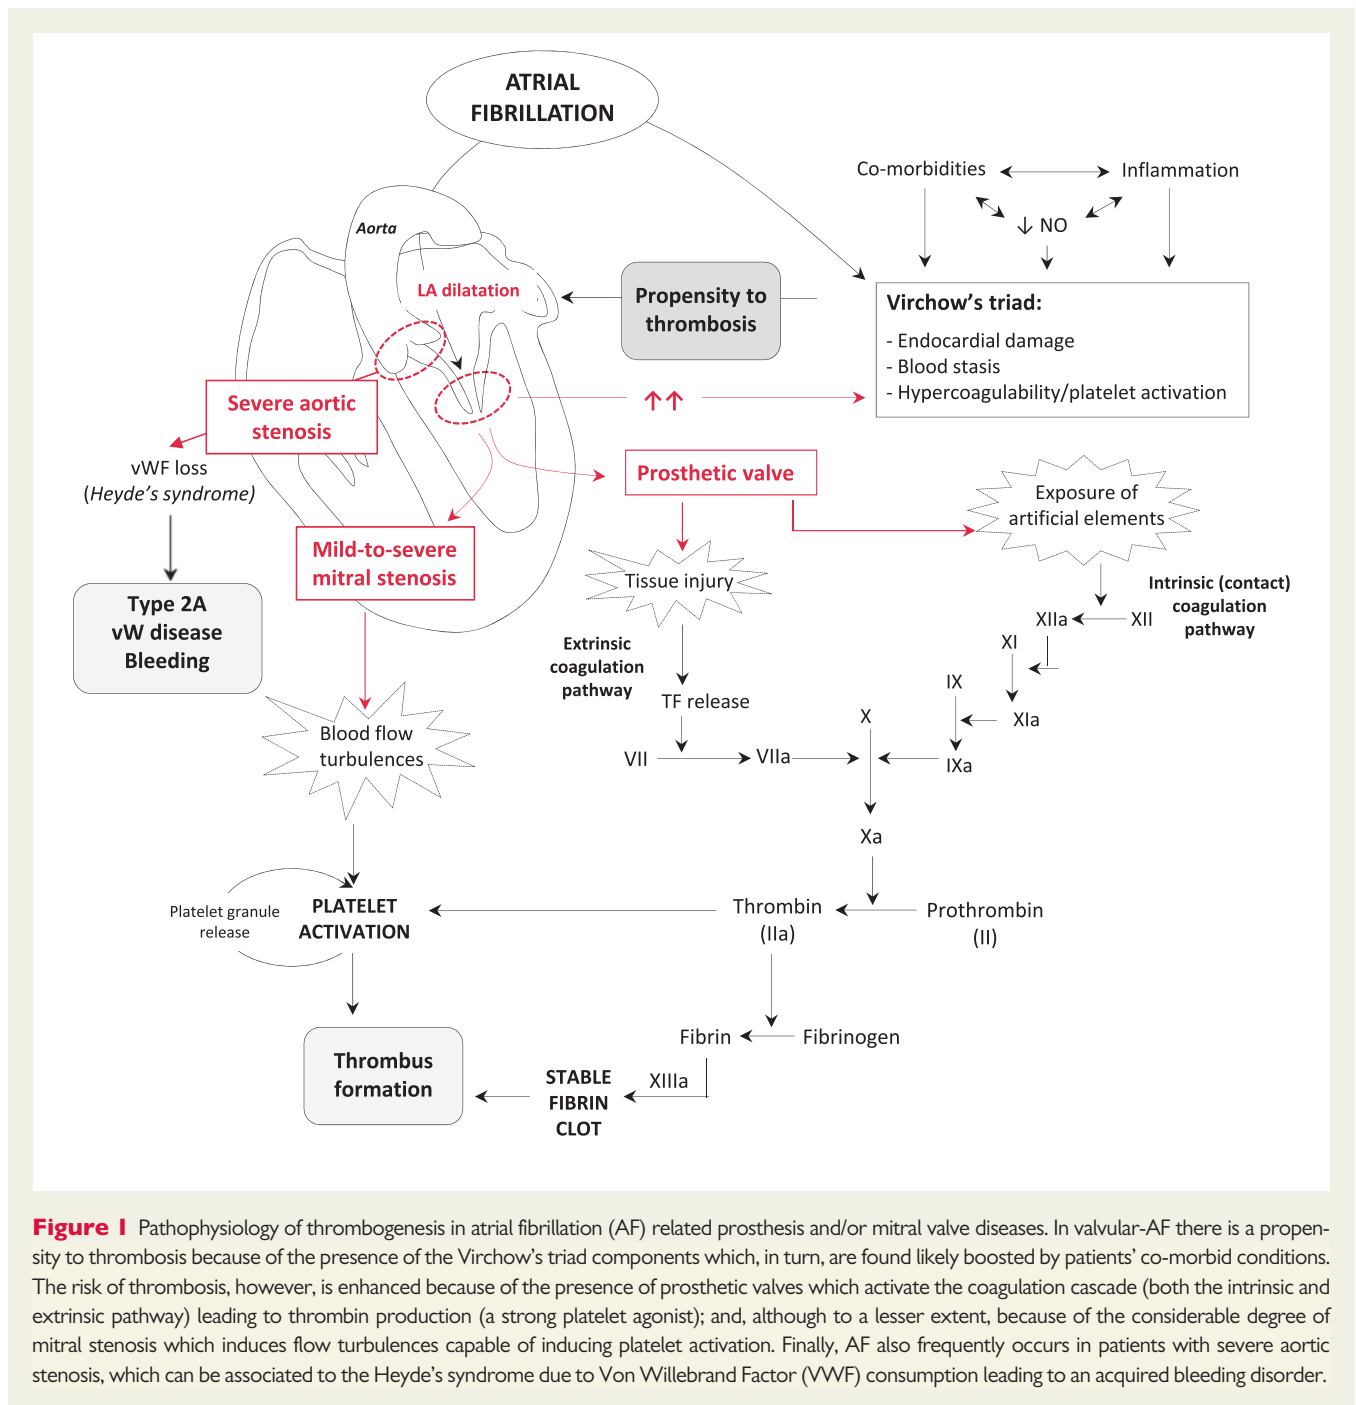 ATRIAL
FIBRILLATION
Co-morbidities
Inflammation
↓ NO
Aorta
LA dilatation
Propensity to
thrombosis
Virchow's triad:
- Endocardial damage
- Blood stasis
- Hypercoagulability/platelet activation
↑↑
Severe aortic
stenosis
vWF loss
(Heyde's syndrome)
Prosthetic valve
Exposure of
artificial elements
Mild-to-severe
mitral stenosis
Tissue injury
Type 2A
vW disease
Bleeding
Intrinsic (contact)
coagulation
pathway
XIIa
XII
XI
Extrinsic
coagulation
pathway
IX
TF release
X
XIa
Blood flow
turbulences
VII
VIIa
IXa
Xa
Platelet granule
release
PLATELET
ACTIVATION
Thrombin
(IIa)
Prothrombin
(II)
Fibrin
Fibrinogen
Thrombus
formation
STABLE
FIBRIN
CLOT
XIIIa
Figure 1 Pathophysiology of thrombogenesis in atrial fibrillation (AF) related prosthesis and/or mitral valve diseases. In valvular-AF there is a propen-
sity to thrombosis because of the presence of the Virchow's triad components which, in turn, are found likely boosted by patients' co-morbid conditions.
The risk of thrombosis, however, is enhanced because of the presence of prosthetic valves which activate the coagulation cascade (both the intrinsic and
extrinsic pathway) leading to thrombin production (a strong platelet agonist); and, although to a lesser extent, because of the considerable degree of
mitral stenosis which induces flow turbulences capable of inducing platelet activation. Finally, AF also frequently occurs in patients with severe aortic
stenosis, which can be associated to the Heyde's syndrome due to Von Willebrand Factor (VWF) consumption leading to an acquired bleeding disorder.